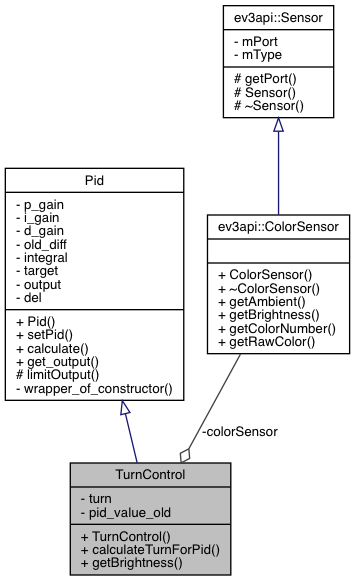 ev3api::Sensor
- mPort
- mType
# getPort()
# Sensor()
# ~Sensor()
Pid
- p_gain
- i_gain
- d_gain
- old_diff
- integral
- target
- output
- del
+ Pid()
+ setPid()
+ calculate()
+ get_output()
# limitOutput()
- wrapper_of_constructor()
ev3api::ColorSensor
+ ColorSensor()
+ ~ColorSensor()
+ getAmbient()
+ getBrightness()
+ getColorNumber()
+ getRawColor()
-colorSensor
TurnControl
- turn
- pid_value_old
+ TurnControl()
+ calculateTurnForPid()
+ getBrightness()